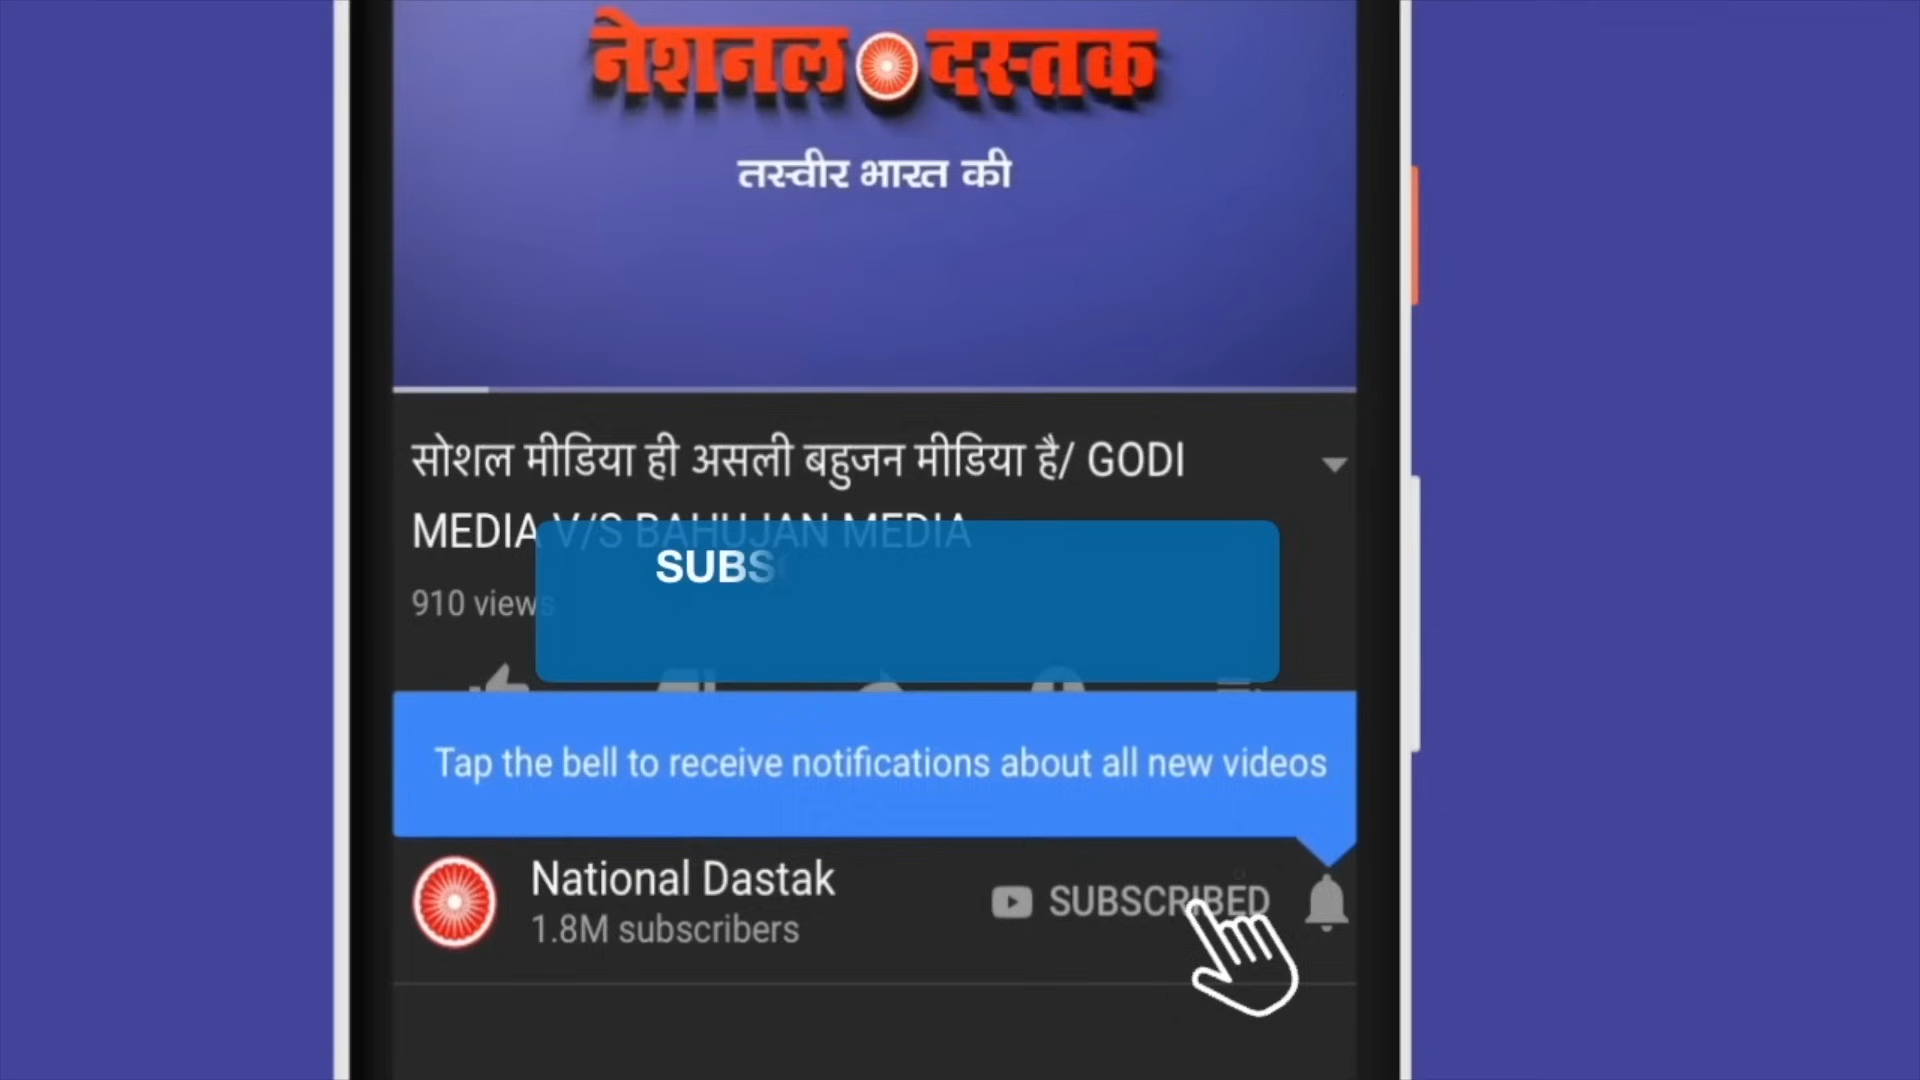 नेशनल दस्तक
तस्वीर भारत की
सोशल मीडिया ही असली बहुजन मीडिया है/ GODI
MEDIA V/S BAHUJAN MEDIA
SUBS
910 views
Tap the bell to receive notifications about all new videos
National Dastak
SUBSCRIBED
1.8M subscribers